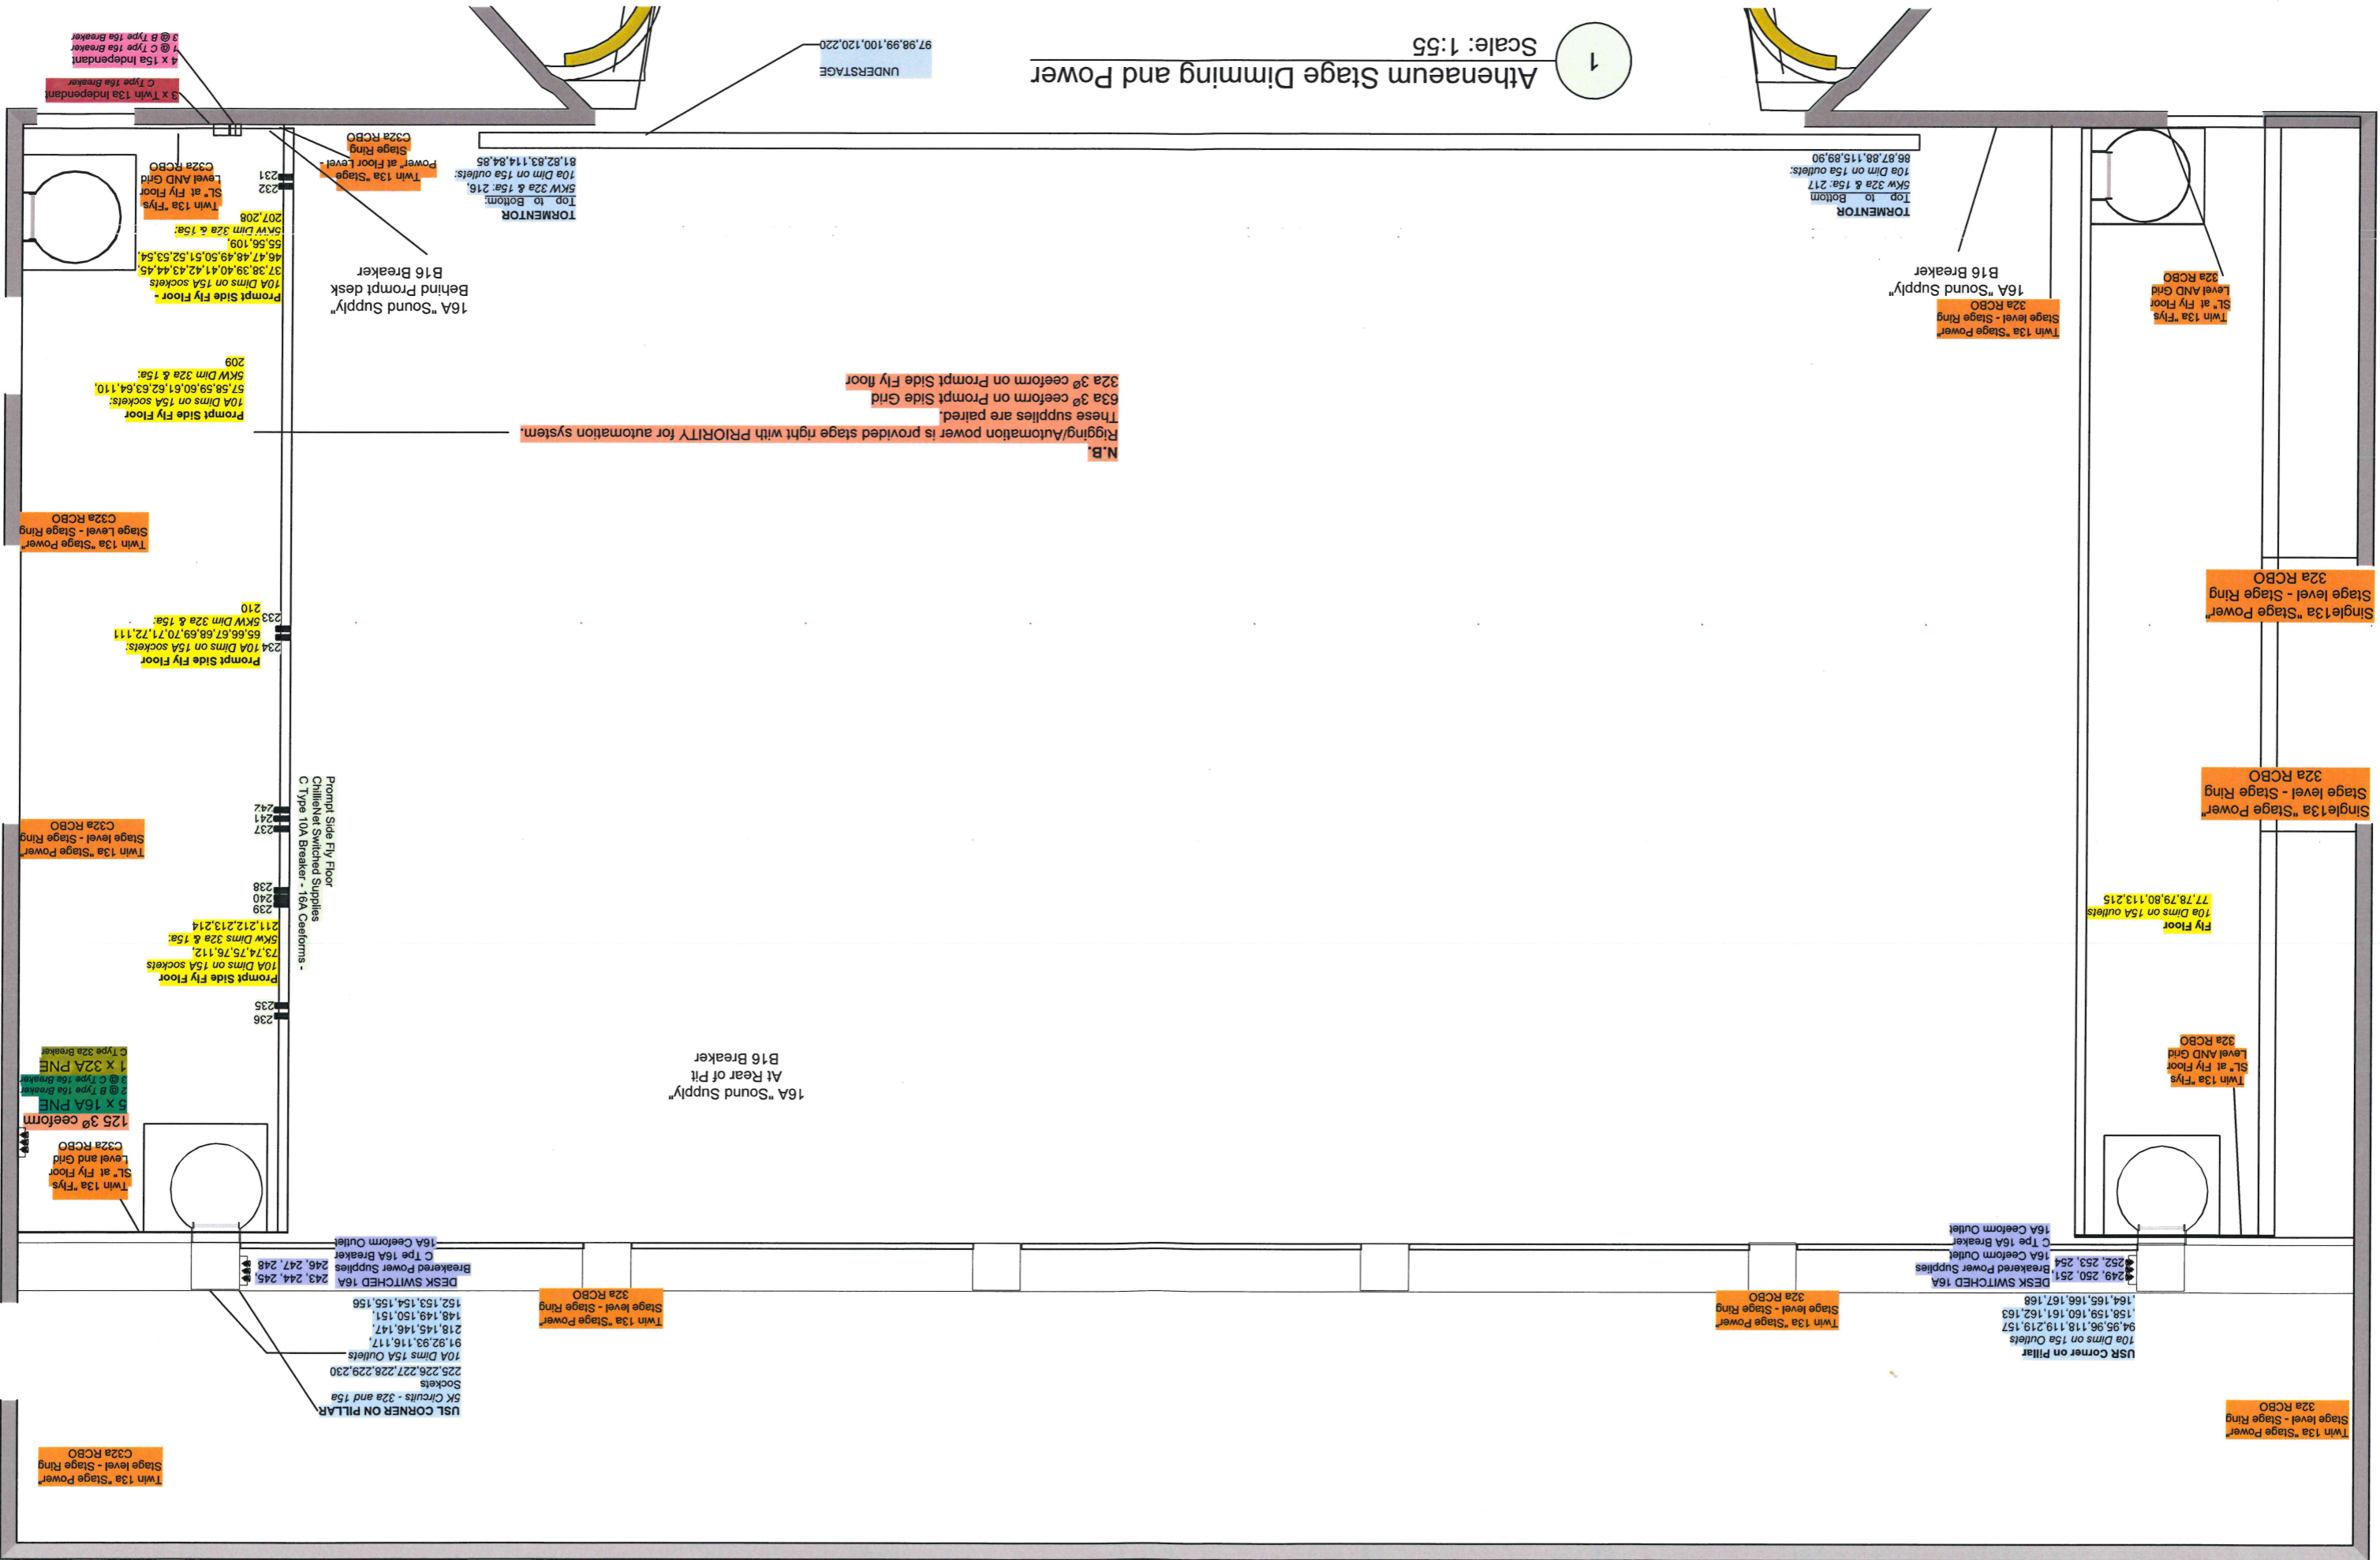 Twin 13a "Stage Power"
Stage level - Stage Ring
32a RCBO
Twin 13a "Stage Power"
Stage level - Stage Ring
C32a RCBO
USR Corner on Pillar
10a Dims on 15a Outlets
94,95,96,118,119,219,157
,158,159,160,161,162,163
,164,165,166,167,168
USL CORNER ON PILLAR
5K Circuits - 32a and 15a
Sockets
225,226,227,228,229,230
10A Dims 15A Outlets
91,92,93,116,117,
218,145,146,147,
148,149,150,151,
152,153,154,155,156
Twin 13a "Stage Power"
Stage level - Stage Ring
32a RCBO
Twin 13a "Stage Power"
Stage level - Stage Ring
32a RCBO
249, 250, 251,
252, 253, 254
DESK SWITCHED 16A
Breakered Power Supplies
16A Ceeform Outlet
C Tpe 16A Breaker
16A Ceeform Outlet
DESK SWITCHED 16A
Breakered Power Supplies
C Tpe 16A Breaker
16A Ceeform Outlet
243, 244, 245,
246, 247, 248
Twin 13a "Flys
SL" at Fly Floor
Level and Grid
C32a RCBO
125 3Ø ceeform
5 x 16A PNE
2 @ B Type 16a Breaker
3 @ C Type 16a Breaker
1 x 32A PNE
C Type 32a Breaker
Twin 13a "Flys
SL" at Fly Floor
Level AND Grid
32a RCBO
16A "Sound Supply"
At Rear of Pit
B16 Breaker
236
235
Prompt Side Fly Floor
10A Dims on 15A sockets
73,74,75,76,112,
5Kw Dims 32a & 15a:
211,212,213,214
Fly Floor
10a Dims on 15A outlets
77,78,79,80,113,215
239
240
238
237
241
242
Prompt Side Fly Floor
ChillieNet Switched Supplies
C Type 10A Breaker - 16A Ceeforms -
Twin 13a "Stage Power"
Stage level - Stage Ring
C32a RCBO
Single13a "Stage Power"
Stage level - Stage Ring
32a RCBO
Prompt Side Fly Floor
10A Dims on 15A sockets:
65,66,67,68,69,70,71,72,111
5KW Dim 32a & 15a:
210
234
233
Single13a "Stage Power"
Stage level - Stage Ring
32a RCBO
Twin 13a "Stage Power"
Stage Level - Stage Ring
C32a RCBO
N.B.
Rigging/Automation power is provided stage right with PRIORITY for automation system.
These supplies are paired.
63a 3Ø ceeform on Prompt Side Grid
32a 3Ø ceeform on Prompt Side Fly floor
Prompt Side Fly Floor
10A Dims on 15A sockets:
57,58,59,60,61,62,63,64,110,
5KW Dim 32a & 15a:
209
Twin 13a "Flys
SL" at Fly Floor
Level AND Grid
32a RCBO
Twin 13a "Stage Power"
Stage level - Stage Ring
32a RCBO
16A "Sound Supply"
B16 Breaker
16A "Sound Supply"
Behind Prompt desk
B16 Breaker
Prompt Side Fly Floor -
10A Dims on 15A sockets
37,38,39,40,41,42,43,44,45,
46,47,48,49,50,51,52,53,54,
55,56,109,
5KW Dim 32a & 15a:
207,208
TORMENTOR
Top to Bottom
5Kw 32a & 15a: 217
10a Dim on 15a outlets:
86,87,88,115,89,90
TORMENTOR
Top to Bottom:
5KW 32a & 15a: 216,
10a Dim on 15a outlets:
81,82,83,114,84,85
Twin 13a "Stage
Power" at Floor Level -
Stage Ring
C32a RCBO
232
231
Twin 13a "Flys
SL" at Fly Floor
Level AND Grid
C32a RCBO
1
Athenaeum Stage Dimming and Power
Scale: 1:55
UNDERSTAGE
97,98,99,100,120,220
3 x Twin 13a Independant
C Type 16a Breaker
4 x 15a Independant
1 @ C Type 16a Breaker
3 @ B Type 16a Breaker